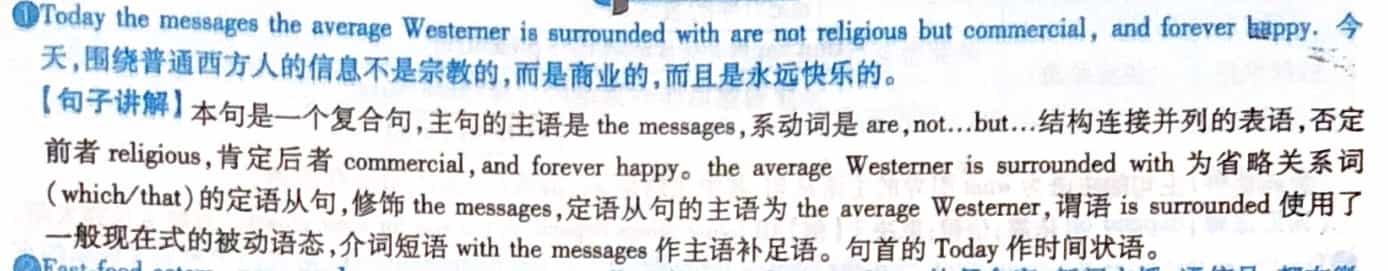 ①Today the messages the average Westerner is surrounded with are not religious but commercial, and forever happy. 今
天,围绕普通西方人的信息不是宗教的,而是商业的,而且是永远快乐的。
【句子讲解】本句是一个复合句,主句的主语是 the messages,系动词是 are,not…but…结构连接并列的表语,否定
前者 religious,肯定后者 commercial, and forever happy。the average Westerner is surrounded with 为省略关系词
(which/that)的定语从句,修饰 the messages,定语从句的主语为 the average Westerner,谓语 is surrounded 使用了
一般现在式的被动语态,介词短语 with the messages 作主语补足语。句首的 Today 作时间状语。
②Fast-food